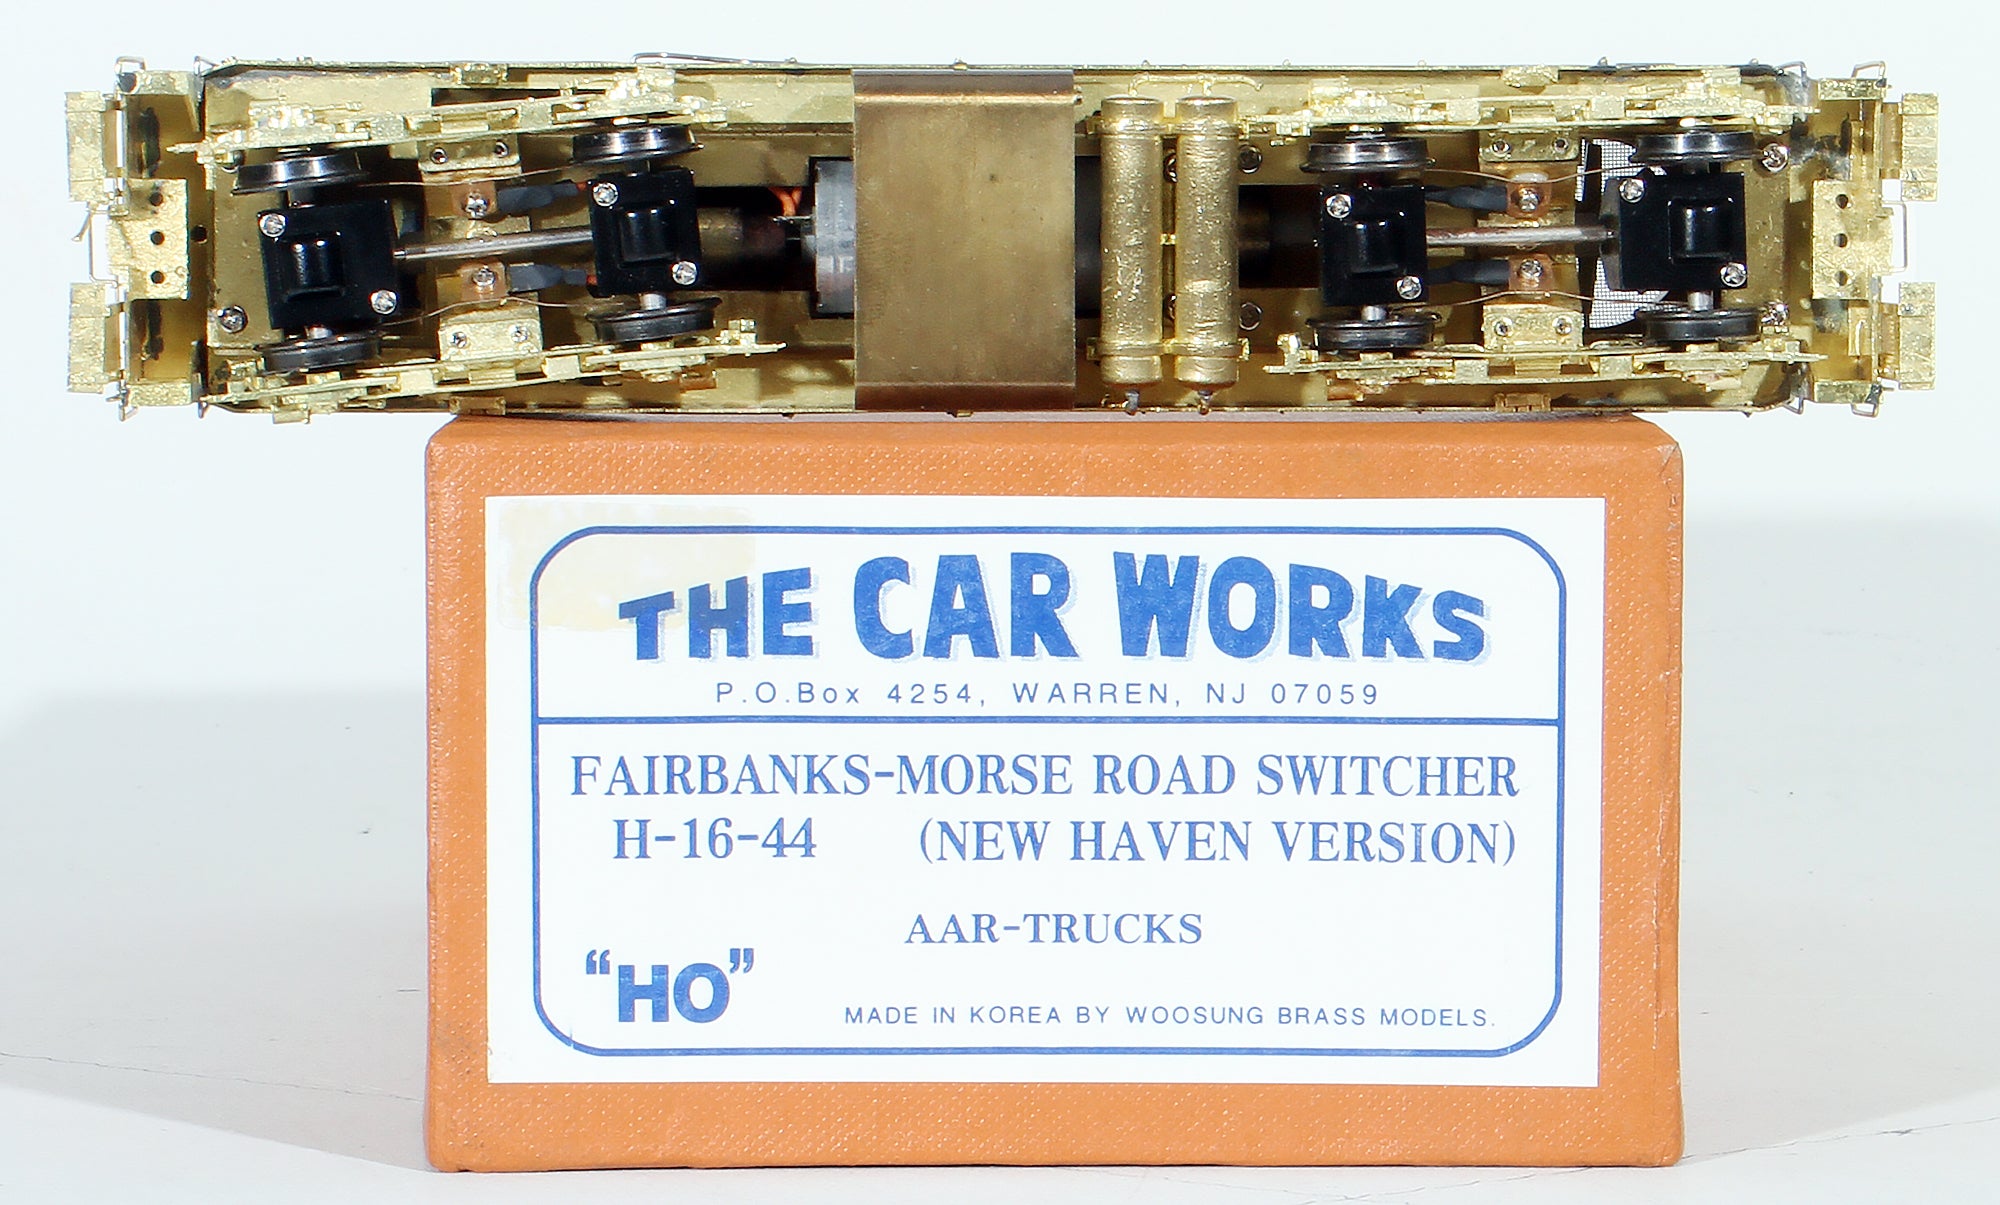 THE CAR WORKS
P.O.Box 4254, WARREN, NJ 07059
FAIRBANKS-MORSE ROAD SWITCHER
H-16-44 (NEW HAVEN VERSION)
AAR-TRUCKS
"HO"
MADE IN KOREA BY WOOSUNG BRASS MODELS.